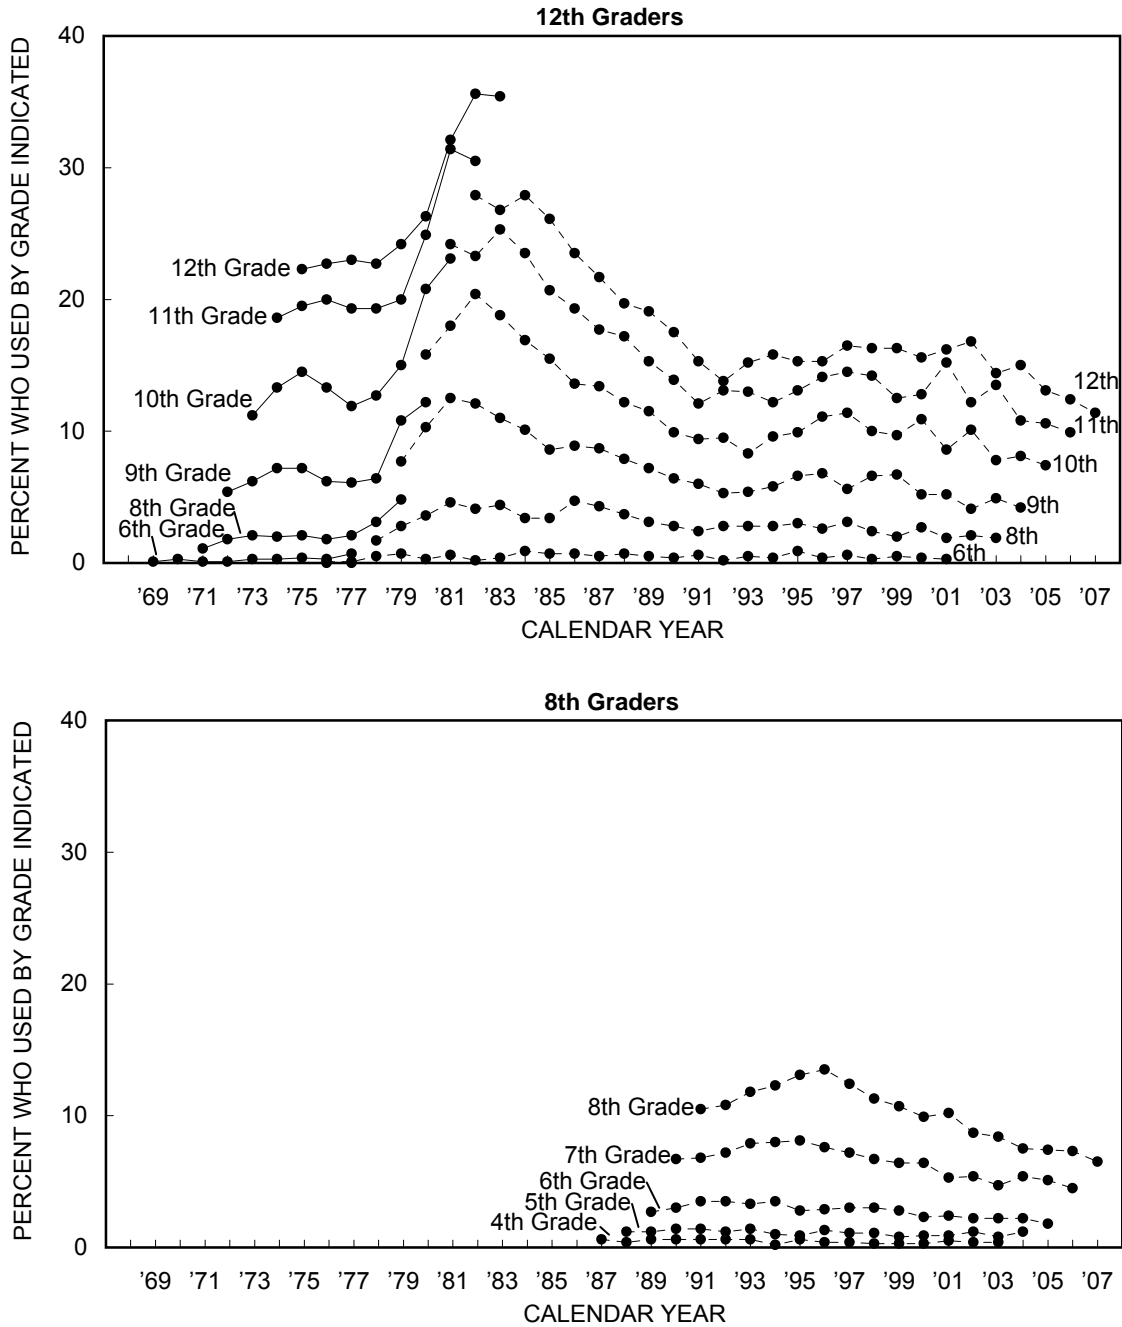 12th Graders
PERCENT WHO USED BY GRADE INDICATED
40
30
20
10
0
12th Grade
11th Grade
10th Grade
9th Grade
8th Grade
6th Grade
12th
11th
10th
9th
8th
6th
’69 ’71 ’73 ’75 ’77 ’79 ’81 ’83 ’85 ’87 ’89 ’91 ’93 ’95 ’97 ’99 ’01 ’03 ’05 ’07
CALENDAR YEAR
8th Graders
PERCENT WHO USED BY GRADE INDICATED
40
30
20
10
0
8th Grade
7th Grade
6th Grade
5th Grade
4th Grade
’69 ’71 ’73 ’75 ’77 ’79 ’81 ’83 ’85 ’87 ’89 ’91 ’93 ’95 ’97 ’99 ’01 ’03 ’05 ’07
CALENDAR YEAR